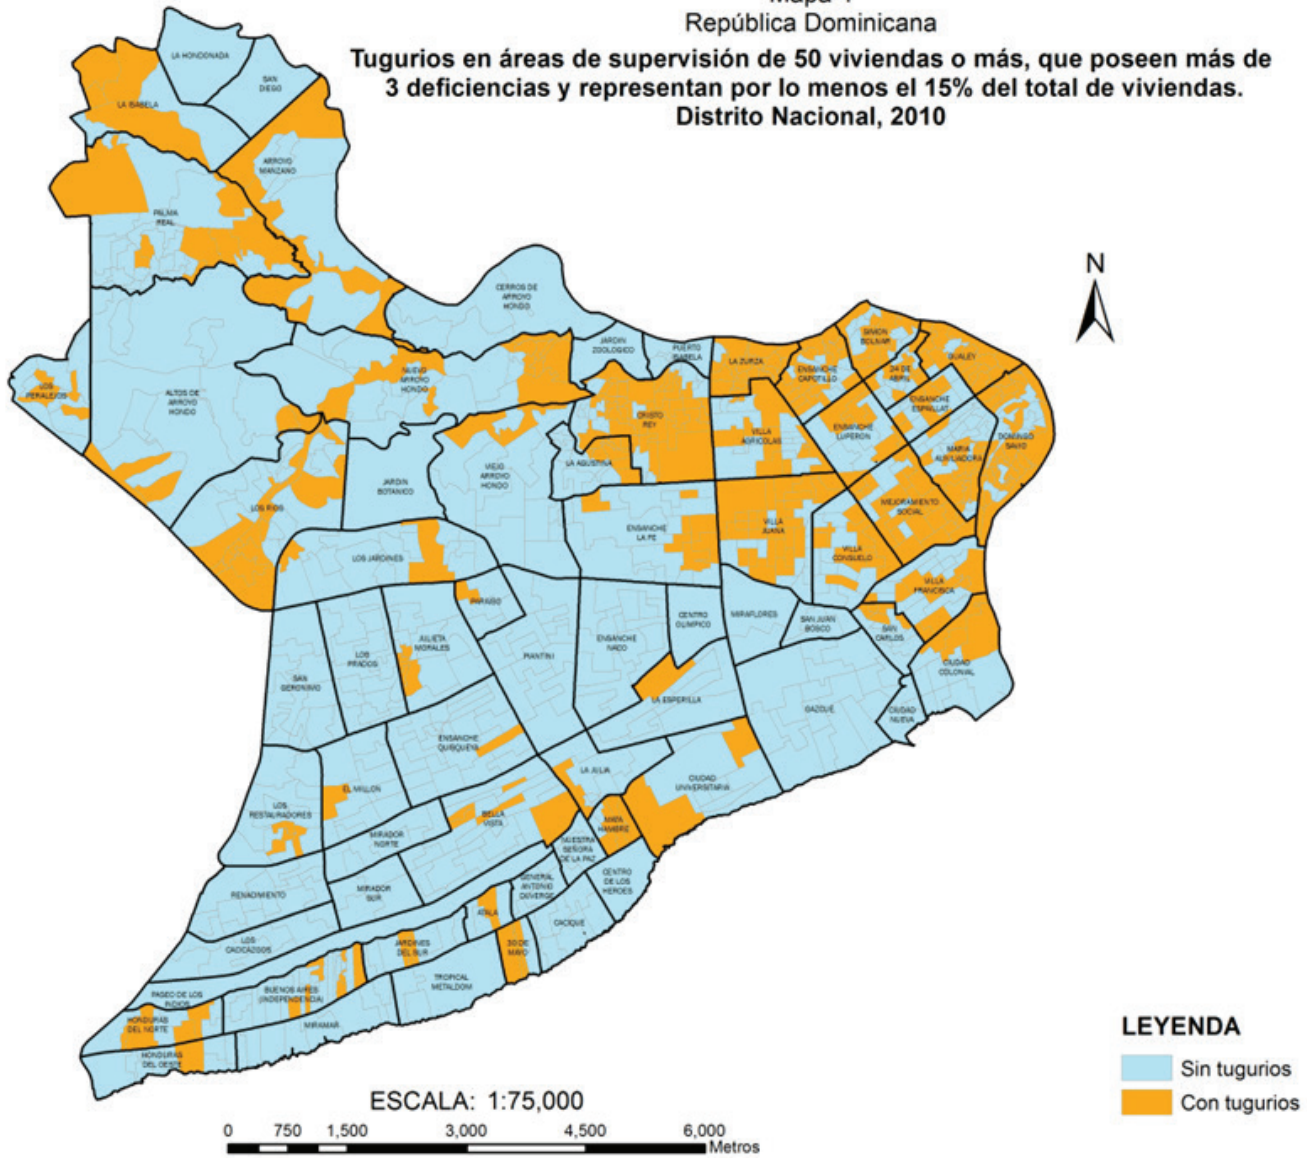 Mapa 4
República Dominicana
Tugurios en áreas de supervisión de 50 viviendas o más, que poseen más de
3 deficiencias y representan por lo menos el 15% del total de viviendas.
Distrito Nacional, 2010
LA HONDONADA
SAN
DIEGO
LA ISABELA
ARROYO
MANZANO
PALMA
REAL
CERROS DE
ARROYO
HONDO
N
JARDIN
ZOOLOGICO
PUERTO
ISABELA
LA ZURZA
SIMON
BOLIVAR
GUALEY
ENSANCHE
CAPOTILLO
24 DE
ABRIL
LOS
PERALEJOS
ALTOS DE
ARROYO
HONDO
NUEVO
ARROYO
HONDO
ENSANCHE
ESPAILLAT
CRISTO
REY
VILLA
AGRICOLAS
ENSANCHE
LUPERON
DOMINGO
SAVIO
MARIA
AUXILIADORA
LA AGUSTINA
VIEJO
ARROYO
HONDO
JARDIN
BOTANICO
LOS RIOS
MEJORAMIENTO
SOCIAL
ENSANCHE
LA FE
VILLA
JUANA
VILLA
CONSUELO
LOS JARDINES
VILLA
FRANCISCA
PARAISO
CENTRO
OLIMPICO
MIRAFLORES
SAN JUAN
BOSCO
SAN
CARLOS
JULIETA
MORALES
ENSANCHE
NACO
PIANTINI
LOS
PRADOS
SAN
GERONIMO
CIUDAD
COLONIAL
LA ESPERILLA
GAZCUE
CIUDAD
NUEVA
ENSANCHE
QUISQUEYA
LA JULIA
CIUDAD
UNIVERSITARIA
EL MILLON
LOS
RESTAURADORES
BELLA
VISTA
MATA
HAMBRE
MIRADOR
NORTE
NUESTRA
SEÑORA
DE LA PAZ
CENTRO
DE LOS
HEROES
GENERAL
ANTONIO
DUVERGE
RENACIMIENTO
MIRADOR
SUR
ATALA
CACIQUE
LOS
CACICAZGOS
JARDINES
DEL SUR
30 DE
MAYO
TROPICAL
METALDOM
PASEO DE LOS
INDIOS
BUENOS AIRES
(INDEPENDENCIA)
HONDURAS
DEL NORTE
MIRAMAR
HONDURAS
DEL OESTE
LEYENDA
Sin tugurios
Con tugurios
ESCALA: 1:75,000
0 750 1,500 3,000 4,500 6,000
Metros